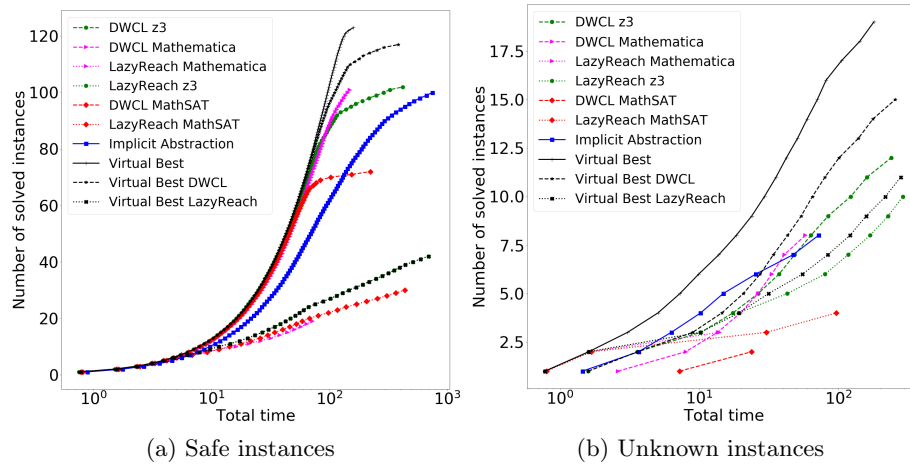 120
100
80
60
40
20
0
Number of solved instances
DWCL z3
DWCL Mathematica
LazyReach Mathematica
LazyReach z3
DWCL MathSAT
LazyReach MathSAT
Implicit Abstraction
Virtual Best
Virtual Best DWCL
Virtual Best LazyReach
10^0
10^1
10^2
10^3
Total time
(a) Safe instances
17.5
15.0
12.5
10.0
7.5
5.0
2.5
Number of solved instances
DWCL z3
DWCL Mathematica
LazyReach Mathematica
LazyReach z3
DWCL MathSAT
LazyReach MathSAT
Implicit Abstraction
Virtual Best
Virtual Best DWCL
Virtual Best LazyReach
10^0
10^1
10^2
Total time
(b) Unknown instances